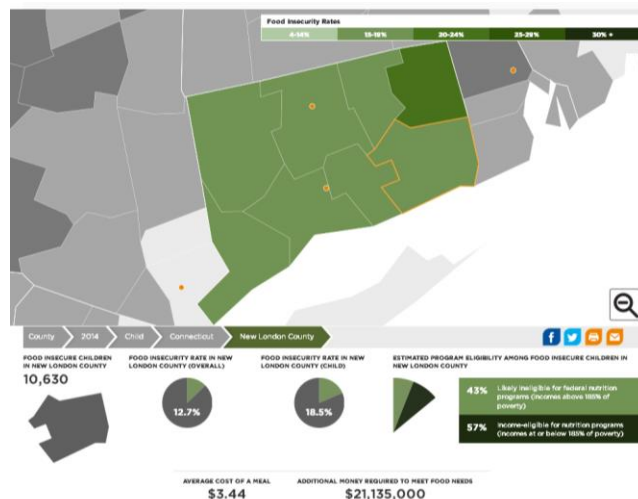 Food Insecurity Rates
4-14%
15-19%
20-24%
25-29%
30% +
County
2014
Child
Connecticut
New London County
FOOD INSECURE CHILDREN
IN NEW LONDON COUNTY
10,630
FOOD INSECURITY RATE IN NEW
LONDON COUNTY (OVERALL)
12.7%
FOOD INSECURITY RATE IN NEW
LONDON COUNTY (CHILD)
18.5%
ESTIMATED PROGRAM ELIGIBILITY AMONG FOOD INSECURE CHILDREN IN
NEW LONDON COUNTY
43% Likely ineligible for federal nutrition
programs (incomes above 185% of
poverty)
57% Income-eligible for nutrition programs
(incomes at or below 185% of poverty)
AVERAGE COST OF A MEAL
$3.44
ADDITIONAL MONEY REQUIRED TO MEET FOOD NEEDS
$21,135,000